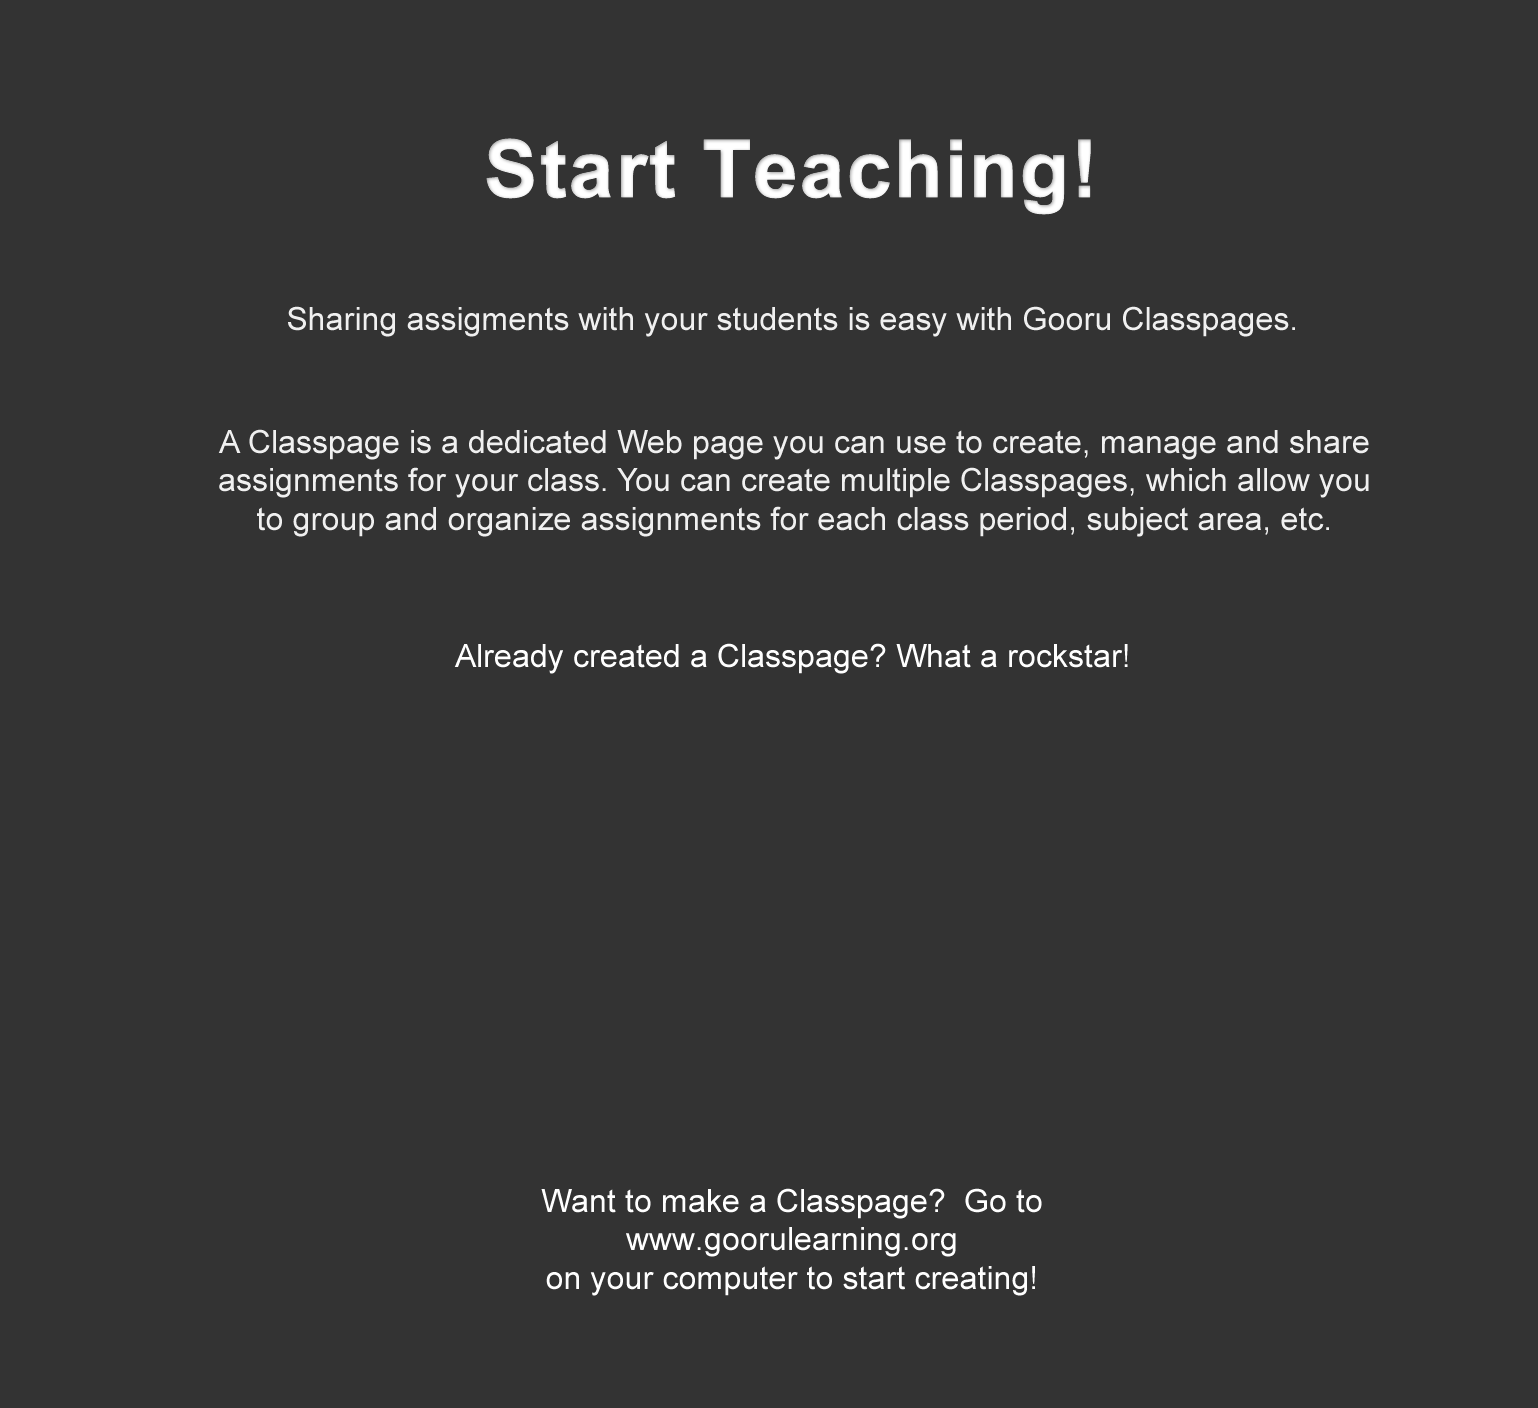 Start Teaching!
Sharing assigments with your students is easy with Gooru Classpages.
A Classpage is a dedicated Web page you can use to create, manage and share
assignments for your class. You can create multiple Classpages, which allow you
to group and organize assignments for each class period, subject area, etc.
Already created a Classpage? What a rockstar!
Want to make a Classpage?  Go to
www.goorulearning.org
on your computer to start creating!